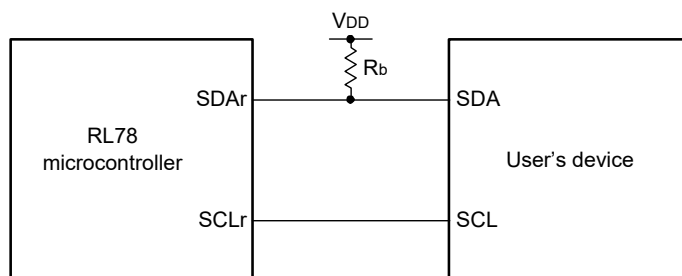 VDD
Rb
SDAr
SDA
RL78
microcontroller
User’s device
SCLr
SCL